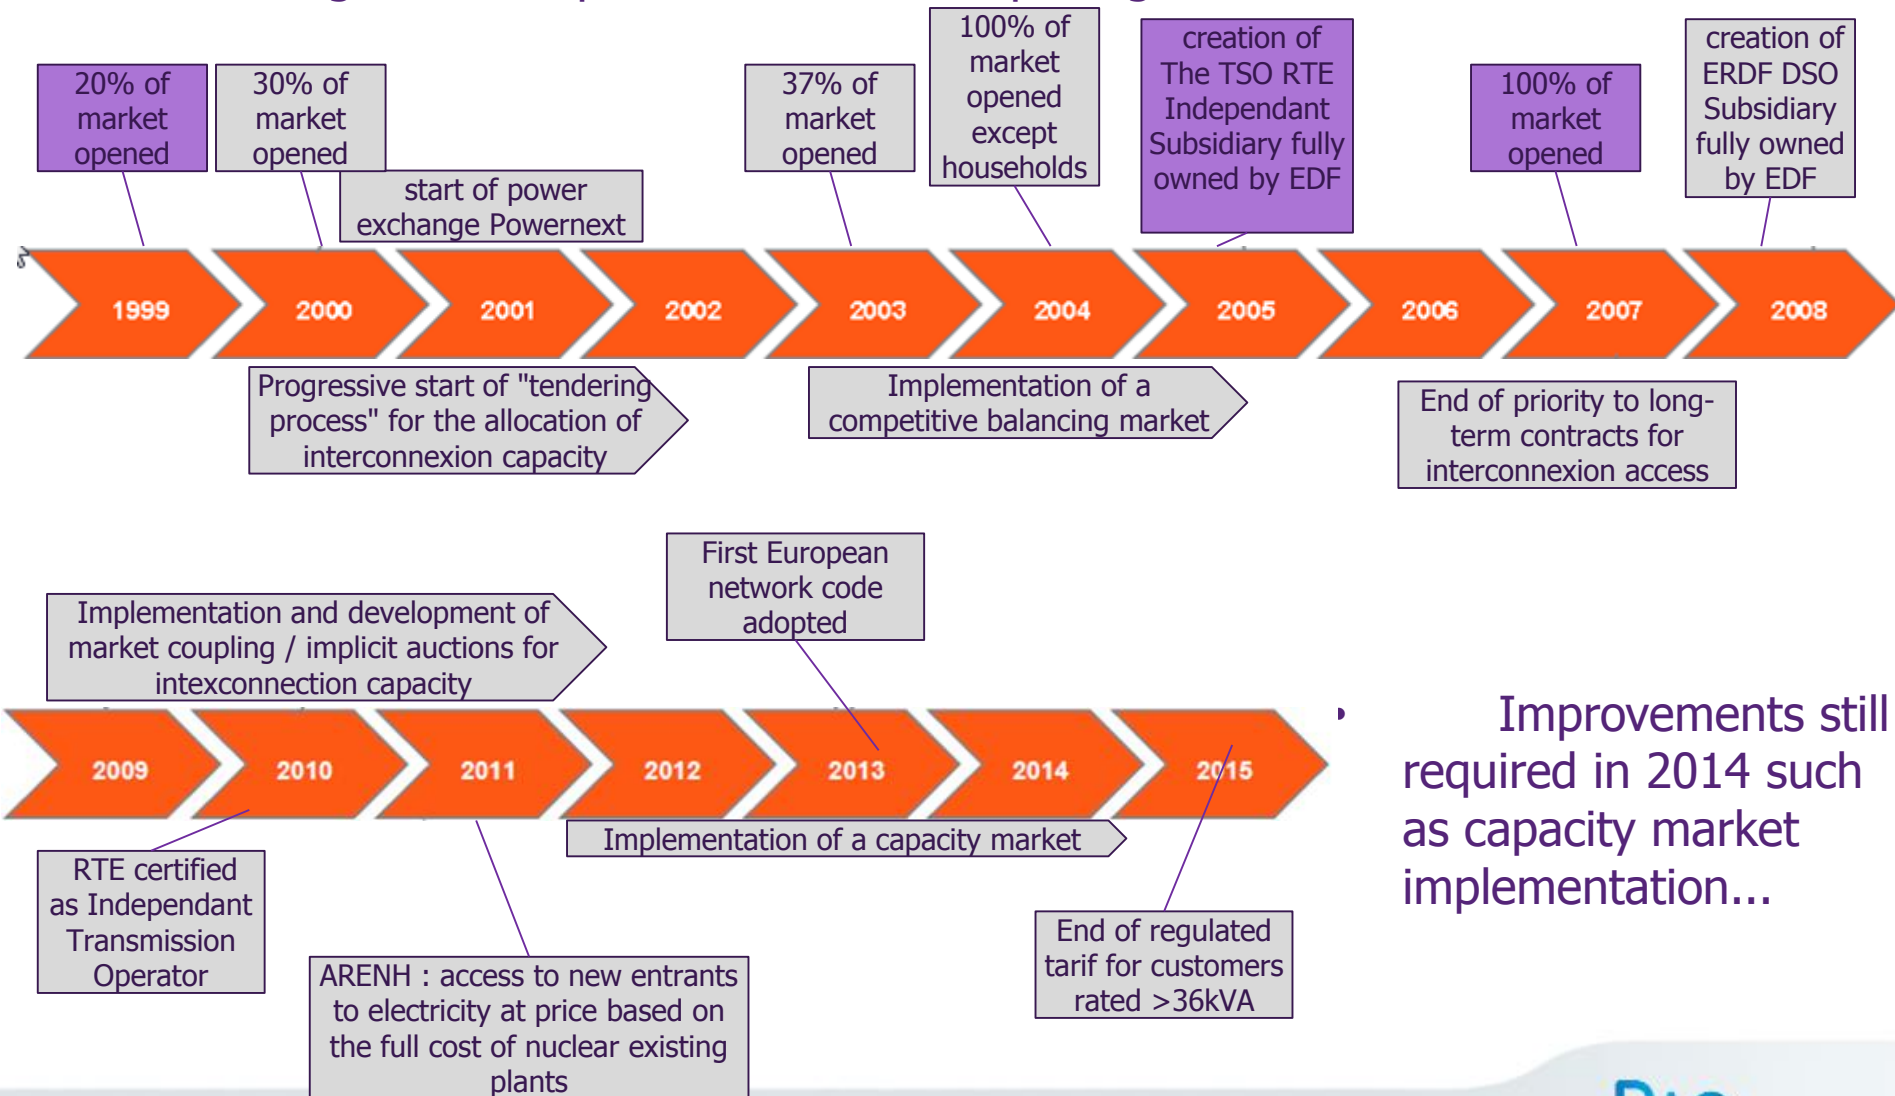 20% of
market
opened
30% of
market
opened
start of power
exchange Powernext
37% of
market
opened
100% of
market
opened
except
households
creation of
The TSO RTE
Independant
Subsidiary fully
owned by EDF
100% of
market
opened
creation of
ERDF DSO
Subsidiary
fully owned
by EDF
1999
2000
2001
2002
2003
2004
2005
2006
2007
2008
Progressive start of "tendering
process" for the allocation of
interconnexion capacity
Implementation of a
competitive balancing market
End of priority to long-
term contracts for
interconnexion access
First European
network code
adopted
Implementation and development of
market coupling / implicit auctions for
intexconnection capacity
2009
2010
2011
2012
2013
2014
2015
• Improvements still
required in 2014 such
as capacity market
implementation...
Implementation of a capacity market
RTE certified
as Independant
Transmission
Operator
ARENH : access to new entrants
to electricity at price based on
the full cost of nuclear existing
plants
End of regulated
tarif for customers
rated >36kVA